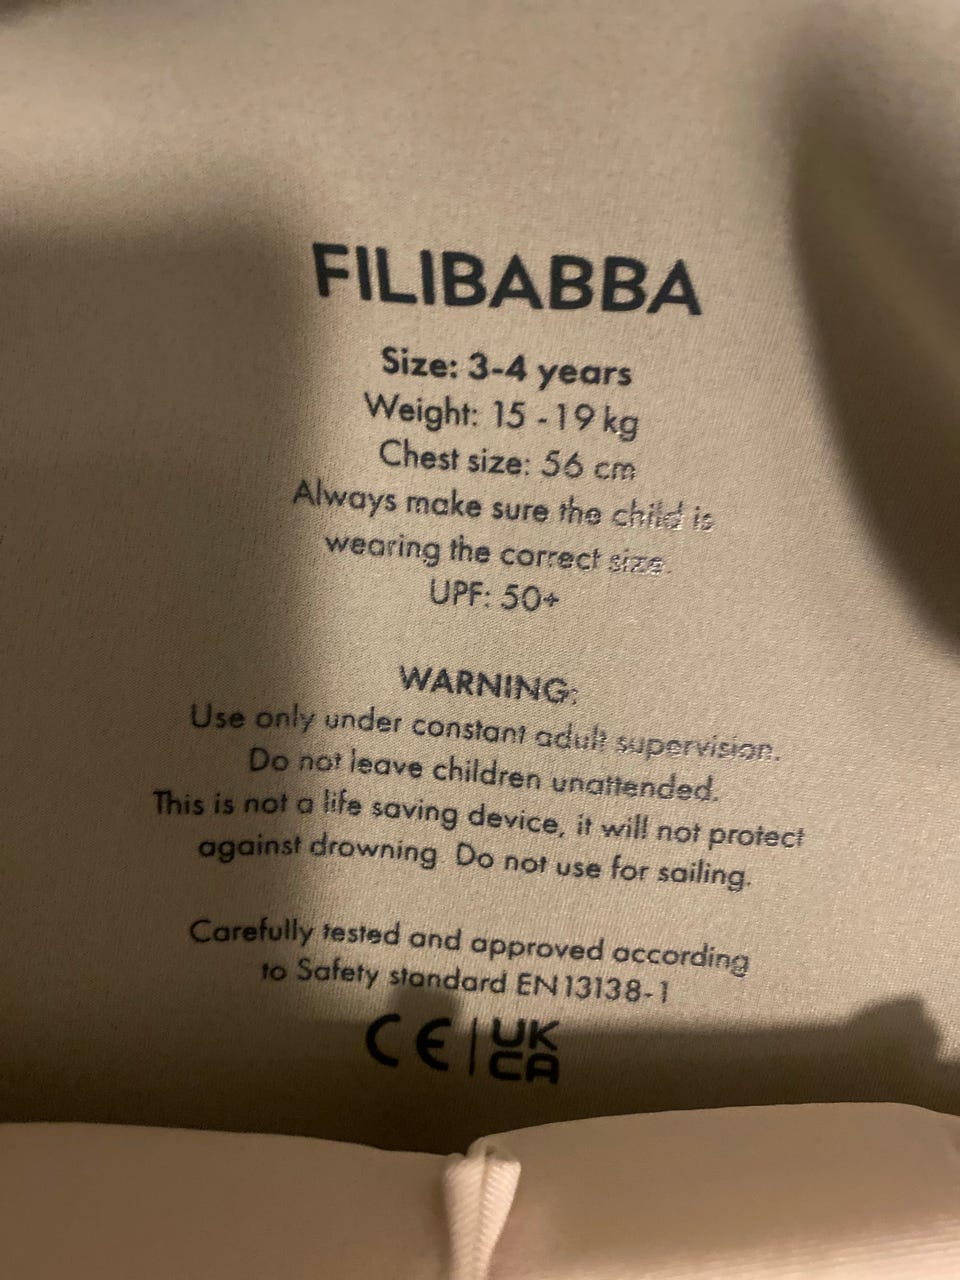 FILIBABBA
Size: 3-4 years
Weight: 15 - 19 kg
Chest size: 56 cm
Always make sure the child is
wearing the correct size.
UPF: 50+
WARNING:
Use only under constant adult supervision.
Do not leave children unattended.
This is not a life saving device, it will not protect
against drowning Do not use for sailing.
Carefully tested and approved according
to Safety standard EN 13138-1
CE | UK
CA